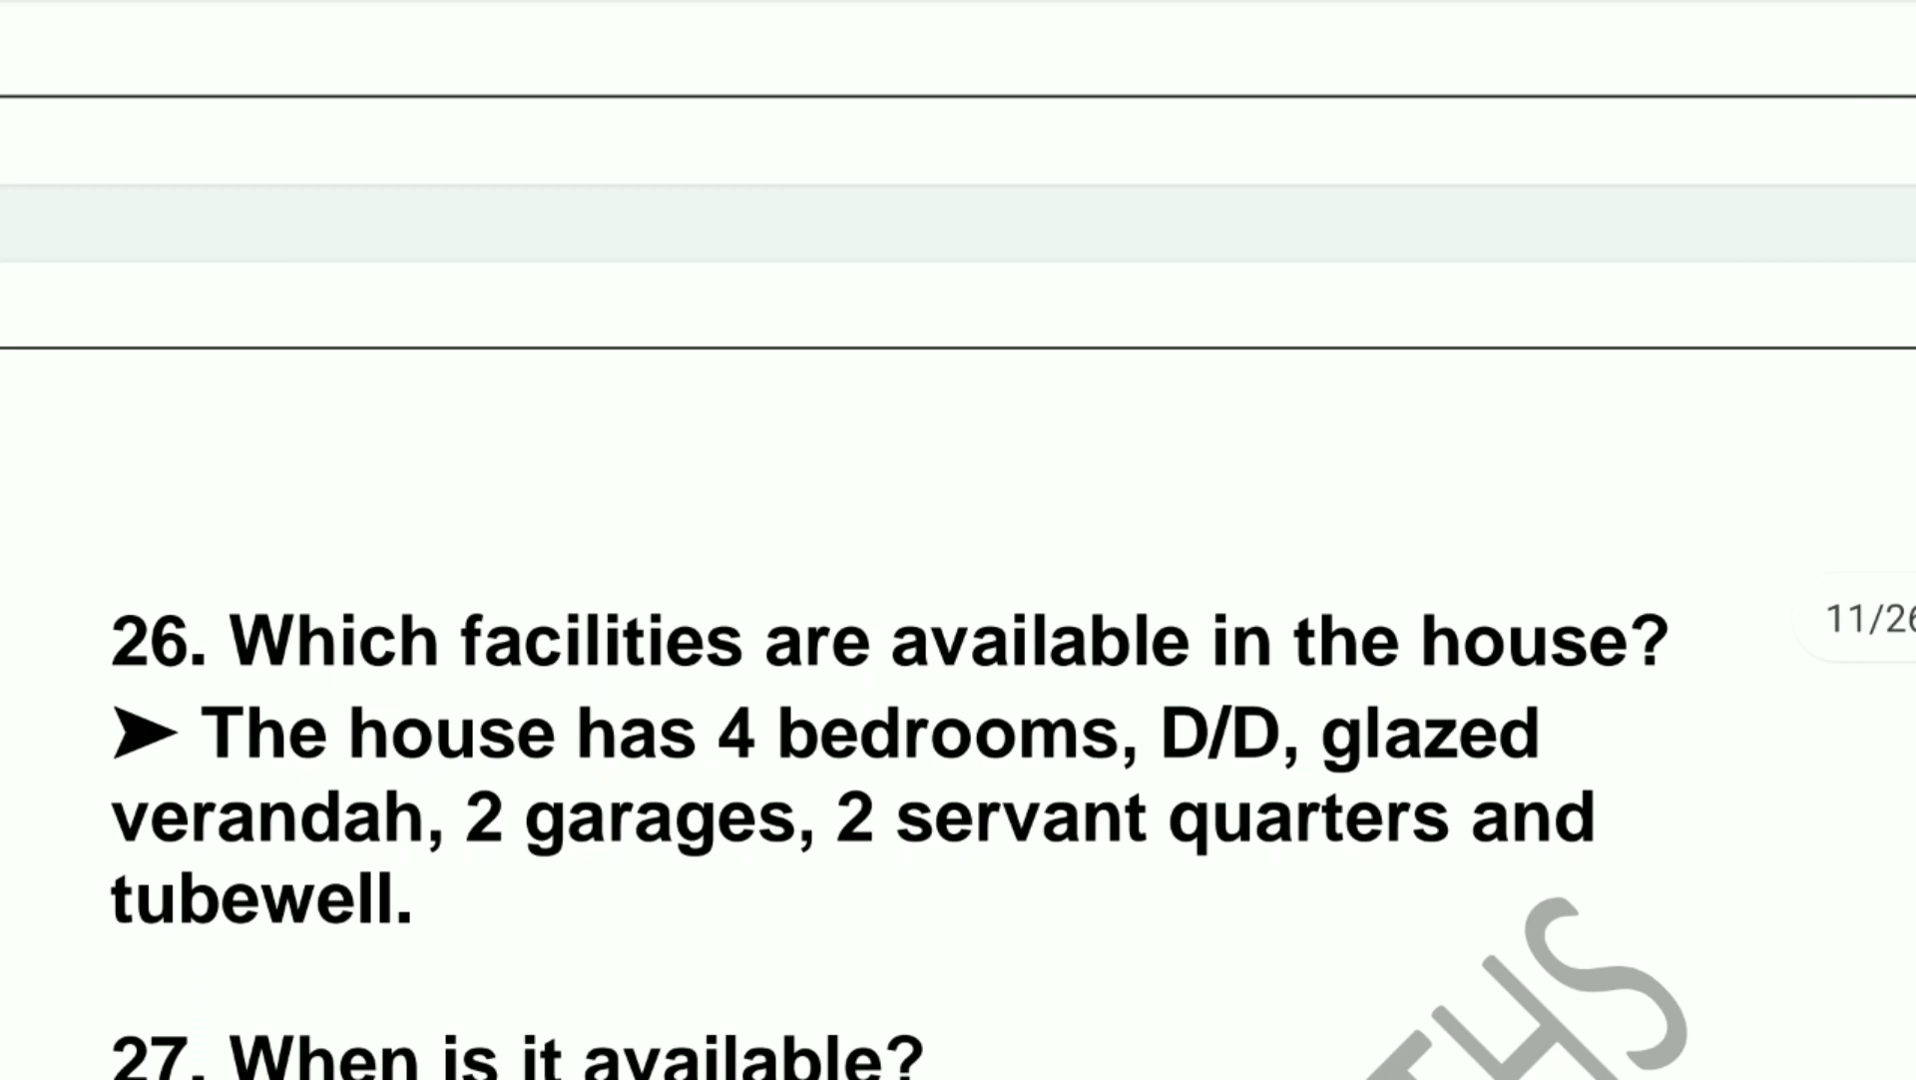 26. Which facilities are available in the house?
➤ The house has 4 bedrooms, D/D, glazed
verandah, 2 garages, 2 servant quarters and
tubewell.
27. When is it available?
11/26
THS